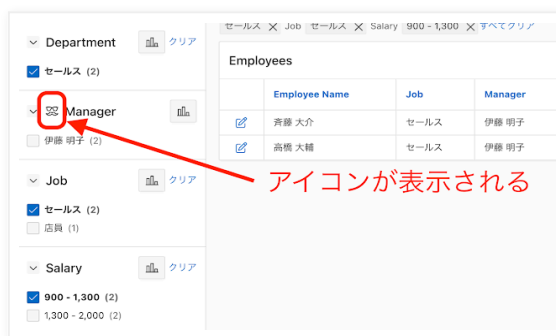 セールス Job セールス Salary 900 - 1,300 すべてクリア
Department クリア
セールス (2)
Manager
伊藤 明子 (2)
Job クリア
セールス (2)
店員 (1)
Salary クリア
900 - 1,300 (2)
1,300 - 2,000 (2)
Employees
Employee Name Job Manager
斉藤 大介 セールス 伊藤 明子
高橋 大輔 セールス 伊藤 明子
アイコンが表示される